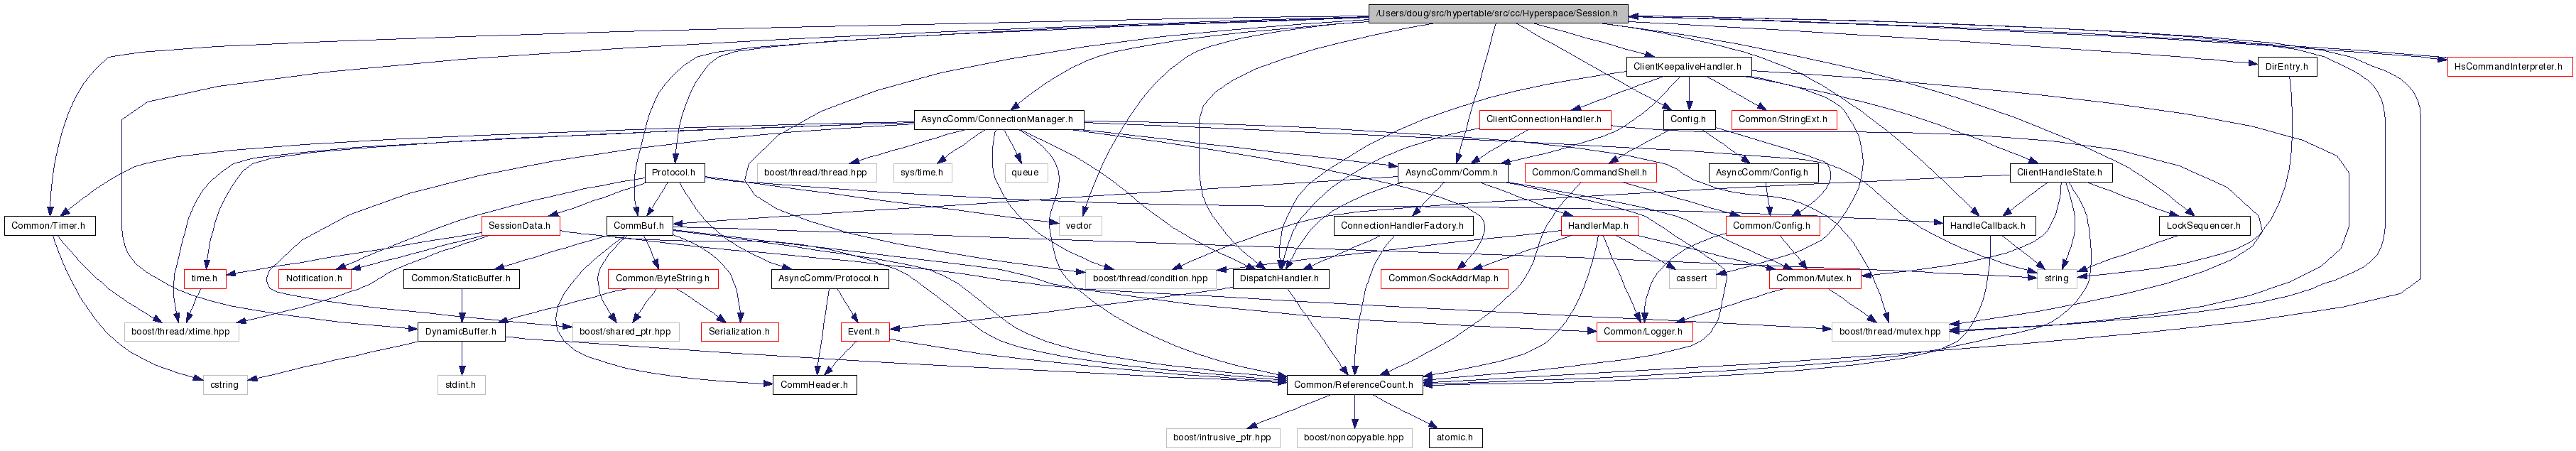 /Users/doug/src/hypertable/src/cc/Hyperspace/Session.h
ClientKeepaliveHandler.h
DirEntry.h
HsCommandInterpreter.h
AsyncComm/ConnectionManager.h
ClientConnectionHandler.h
Config.h
Common/StringExt.h
Protocol.h
boost/thread/thread.hpp
sys/time.h
queue
AsyncComm/Comm.h
Common/CommandShell.h
AsyncComm/Config.h
ClientHandleState.h
Common/Timer.h
SessionData.h
CommBuf.h
vector
ConnectionHandlerFactory.h
HandlerMap.h
Common/Config.h
HandleCallback.h
LockSequencer.h
time.h
Notification.h
Common/StaticBuffer.h
Common/ByteString.h
AsyncComm/Protocol.h
boost/thread/condition.hpp
DispatchHandler.h
Common/SockAddrMap.h
cassert
Common/Mutex.h
string
boost/thread/xtime.hpp
DynamicBuffer.h
boost/shared_ptr.hpp
Serialization.h
Event.h
Common/Logger.h
boost/thread/mutex.hpp
cstring
stdint.h
CommHeader.h
Common/ReferenceCount.h
boost/intrusive_ptr.hpp
boost/noncopyable.hpp
atomic.h